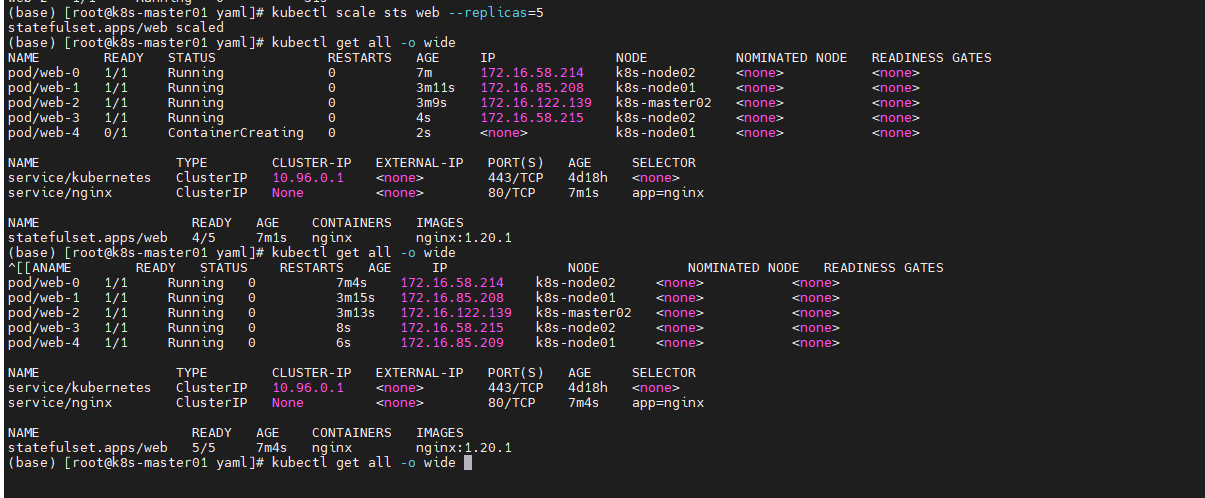 (base) [root@k8s-master01 yaml]# kubectl scale sts web --replicas=5
statefulset.apps/web scaled
(base) [root@k8s-master01 yaml]# kubectl get all -o wide
NAME        READY   STATUS              RESTARTS   AGE     IP               NODE           NOMINATED NODE   READINESS GATES
pod/web-0   1/1     Running             0          7m      172.16.58.214    k8s-node02     <none>           <none>
pod/web-1   1/1     Running             0          3m11s   172.16.85.208    k8s-node01     <none>           <none>
pod/web-2   1/1     Running             0          3m9s    172.16.122.139   k8s-master02   <none>           <none>
pod/web-3   1/1     Running             0          4s      172.16.58.215    k8s-node02     <none>           <none>
pod/web-4   0/1     ContainerCreating   0          2s      <none>           k8s-node01     <none>           <none>
NAME                 TYPE        CLUSTER-IP   EXTERNAL-IP   PORT(S)   AGE     SELECTOR
service/kubernetes   ClusterIP   10.96.0.1    <none>        443/TCP   4d18h   <none>
service/nginx        ClusterIP   None         <none>        80/TCP    7m1s    app=nginx
NAME                   READY   AGE    CONTAINERS   IMAGES
statefulset.apps/web   4/5     7m1s   nginx        nginx:1.20.1
(base) [root@k8s-master01 yaml]# kubectl get all -o wide
^[[ANAME        READY   STATUS    RESTARTS   AGE     IP               NODE           NOMINATED NODE   READINESS GATES
pod/web-0   1/1     Running   0          7m4s    172.16.58.214    k8s-node02     <none>           <none>
pod/web-1   1/1     Running   0          3m15s   172.16.85.208    k8s-node01     <none>           <none>
pod/web-2   1/1     Running   0          3m13s   172.16.122.139   k8s-master02   <none>           <none>
pod/web-3   1/1     Running   0          8s      172.16.58.215    k8s-node02     <none>           <none>
pod/web-4   1/1     Running   0          6s      172.16.85.209    k8s-node01     <none>           <none>
NAME                 TYPE        CLUSTER-IP   EXTERNAL-IP   PORT(S)   AGE     SELECTOR
service/kubernetes   ClusterIP   10.96.0.1    <none>        443/TCP   4d18h   <none>
service/nginx        ClusterIP   None         <none>        80/TCP    7m4s    app=nginx
NAME                   READY   AGE    CONTAINERS   IMAGES
statefulset.apps/web   5/5     7m4s   nginx        nginx:1.20.1
(base) [root@k8s-master01 yaml]# kubectl get all -o wide